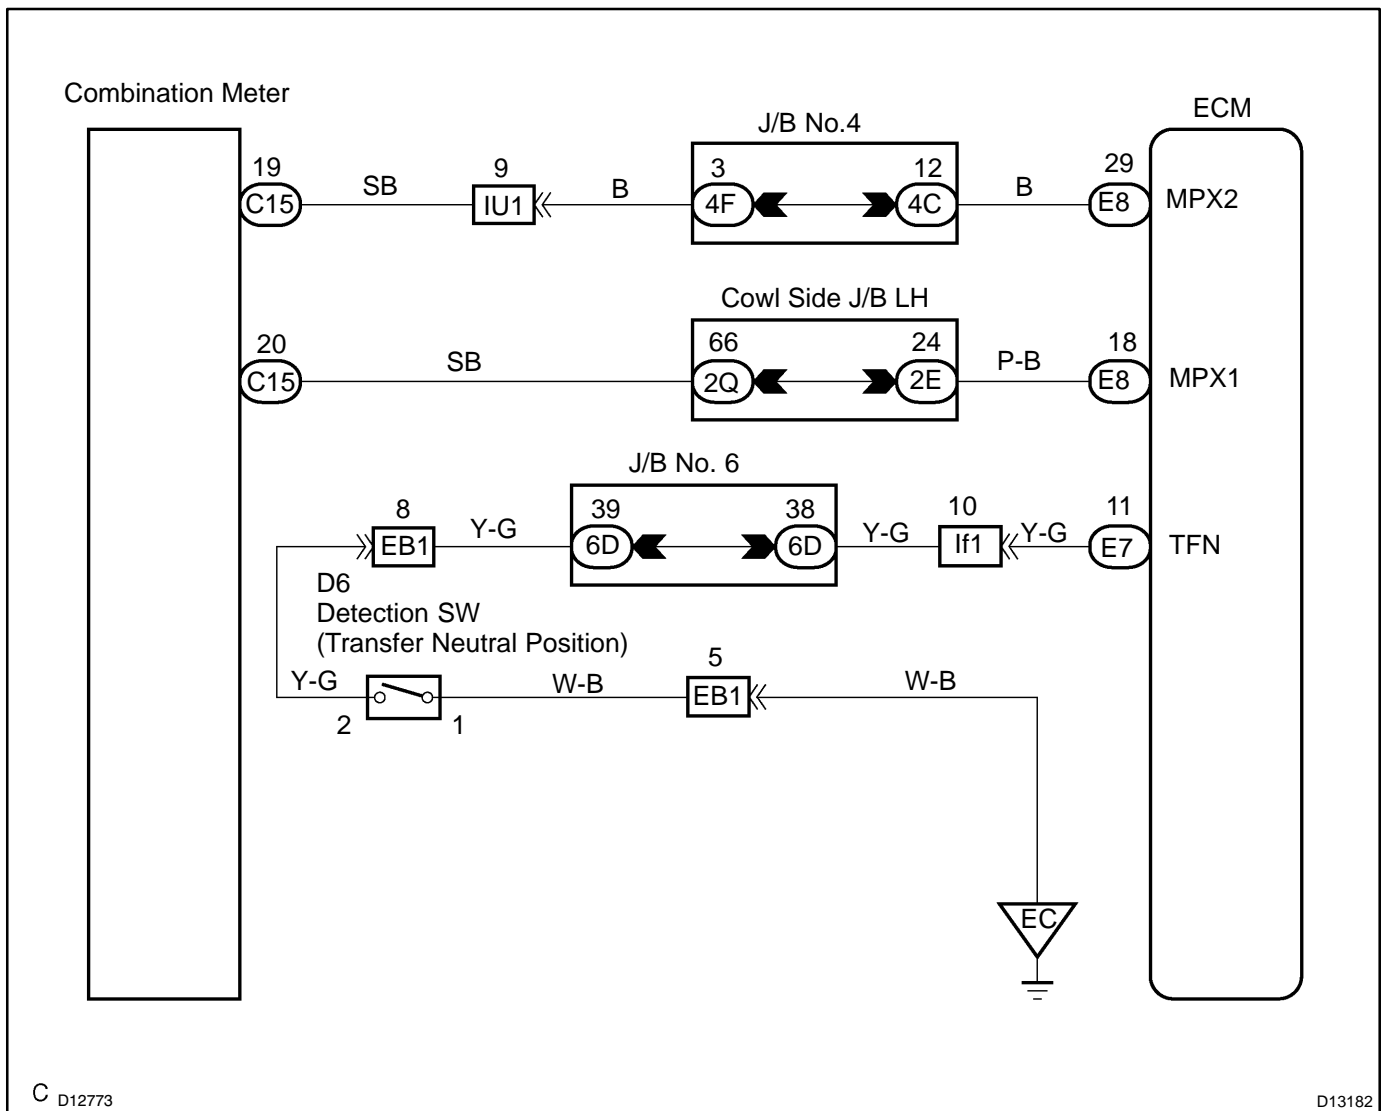 Combination Meter
ECM
J/B No.4
19
9
3
12
29
C15
SB
IU1
B
4F
4C
B
E8
MPX2
Cowl Side J/B LH
20
66
24
18
C15
SB
2Q
2E
P-B
E8
MPX1
J/B No. 6
8
39
38
10
11
EB1
Y-G
6D
6D
Y-G
If1
Y-G
E7
TFN
D6
Detection SW
(Transfer Neutral Position)
5
Y-G
W-B
EB1
W-B
2
1
EC
C D12773
D13182